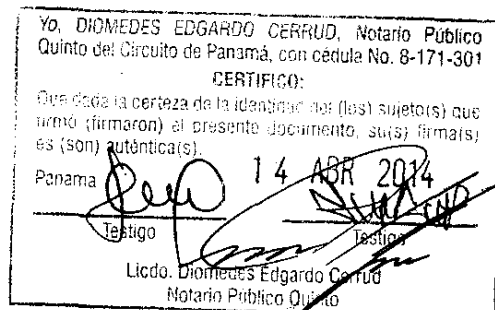 Yo, DIOMEDES EDGARDO CERRUD, Notario Público
Quinto del Circuito de Panamá, con cédula No. 8-171-301
CERTIFICO:
Que dada la certeza de la identidad del (los) sujeto(s) que
firmó (firmaron) el presente documento, su(s) firma(s)
es (son) auténtica(s).
Panama 14 ABR 2014
Testigo Testigo
Licdo. Diomedes Edgardo Cerrud
Notario Público Quinto